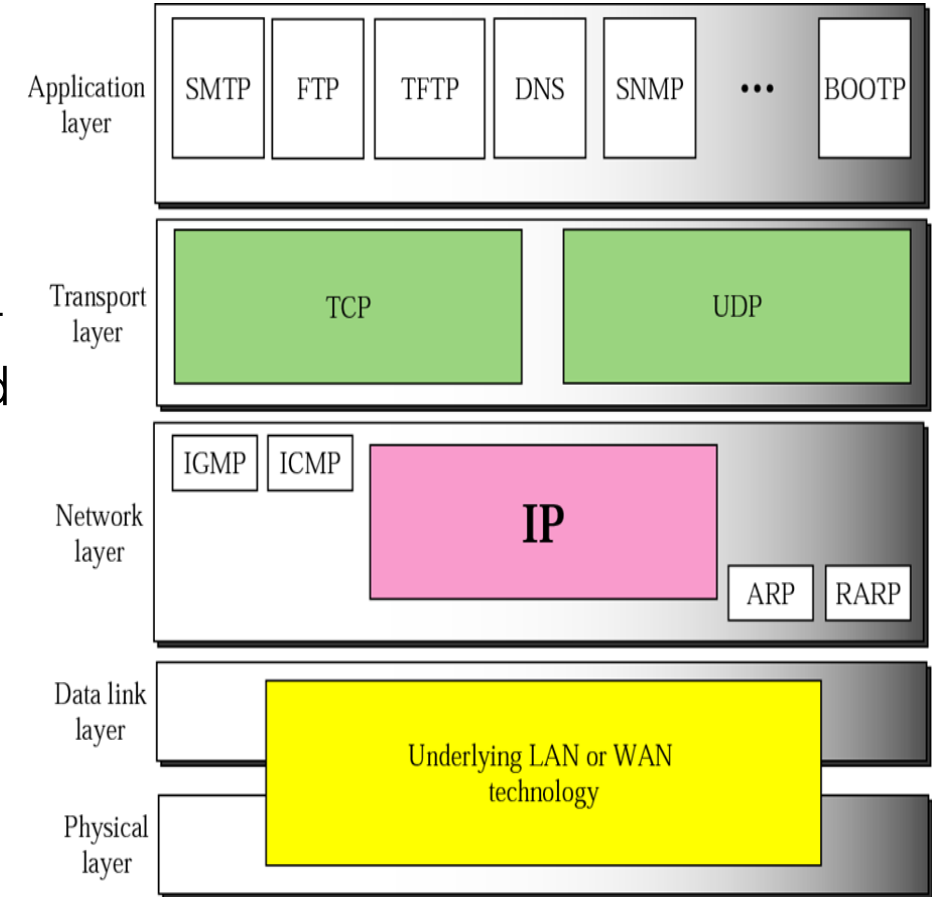 Application
layer
SMTP FTP TFTP DNS SNMP ... BOOTP
Transport
layer
TCP UDP
d
Network
layer
IGMP ICMP
IP
ARP RARP
Data link
layer
Underlying LAN or WAN
technology
Physical
layer